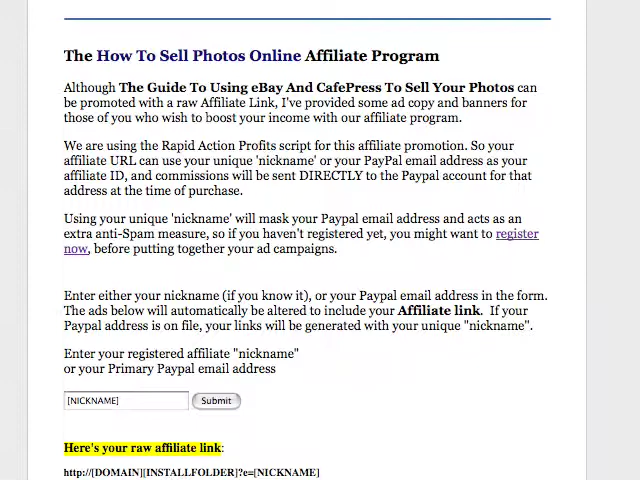 The How To Sell Photos Online Affiliate Program
Although The Guide To Using eBay And CafePress To Sell Your Photos can
be promoted with a raw Affiliate Link, I've provided some ad copy and banners for
those of you who wish to boost your income with our affiliate program.
We are using the Rapid Action Profits script for this affiliate promotion. So your
affiliate URL can use your unique 'nickname' or your PayPal email address as your
affiliate ID, and commissions will be sent DIRECTLY to the Paypal account for that
address at the time of purchase.
Using your unique 'nickname' will mask your Paypal email address and acts as an
extra anti-Spam measure, so if you haven't registered yet, you might want to register
now, before putting together your ad campaigns.
Enter either your nickname (if you know it), or your Paypal email address in the form.
The ads below will automatically be altered to include your Affiliate link. If your
Paypal address is on file, your links will be generated with your unique "nickname".
Enter your registered affiliate "nickname"
or your Primary Paypal email address
[NICKNAME] Submit
Here's your raw affiliate link:
http://[DOMAIN][INSTALLFOLDER]?e=[NICKNAME]